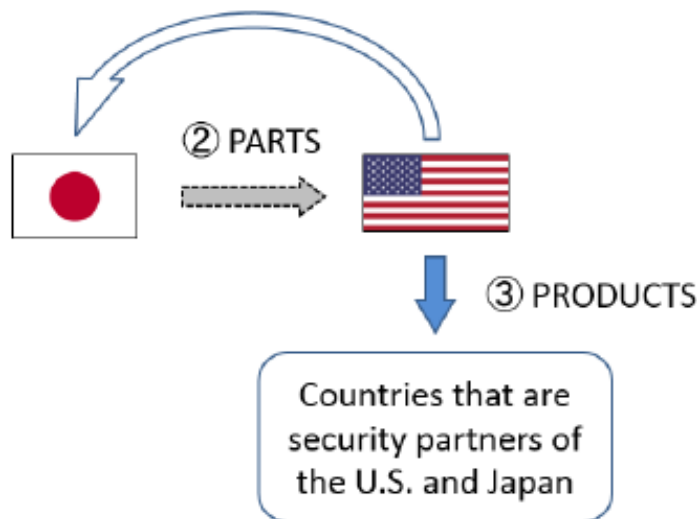 ② PARTS
③ PRODUCTS
Countries that are
security partners of
the U.S. and Japan